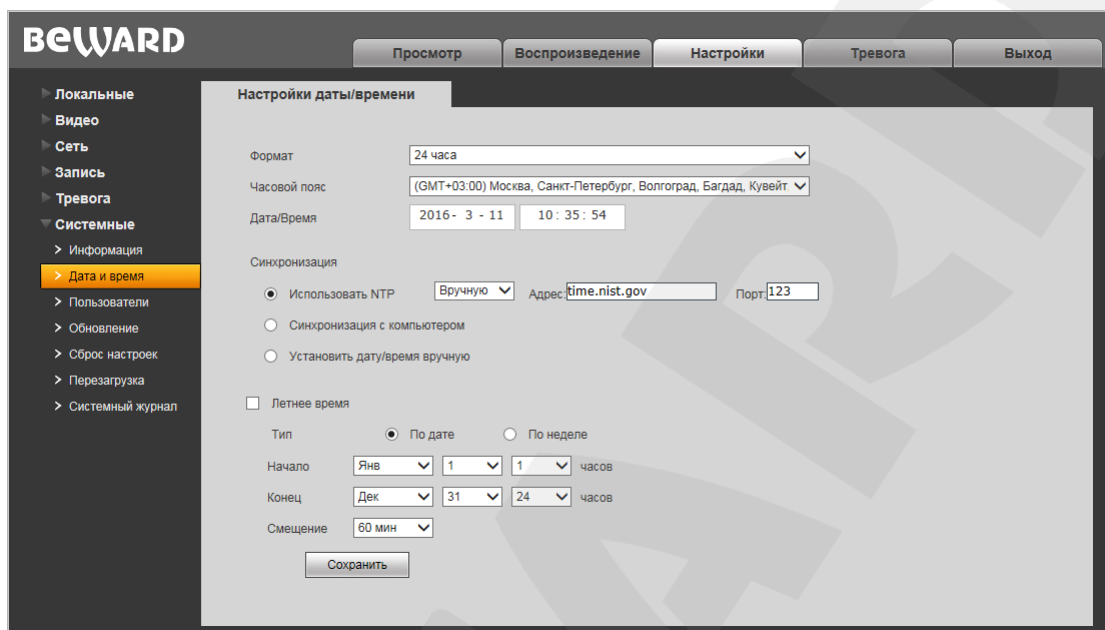 BEWARD
Просмотр Воспроизведение Настройки Тревога Выход
Локальные
Видео
Сеть
Запись
Тревога
Системные
Информация
Дата и время
Пользователи
Обновление
Сброс настроек
Перезагрузка
Системный журнал
Настройки даты/времени
Формат 24 часа
Часовой пояс (GMT+03:00) Москва, Санкт-Петербург, Волгоград, Багдад, Кувейт
Дата/Время 2016- 3 - 11 10 : 35 : 54
Синхронизация
Использовать NTP Вручную Адрес: time.nist.gov Порт: 123
Синхронизация с компьютером
Установить дату/время вручную
Летнее время
Тип По дате По неделе
Начало Янв 1 1 часов
Конец Дек 31 24 часов
Смещение 60 мин
Сохранить